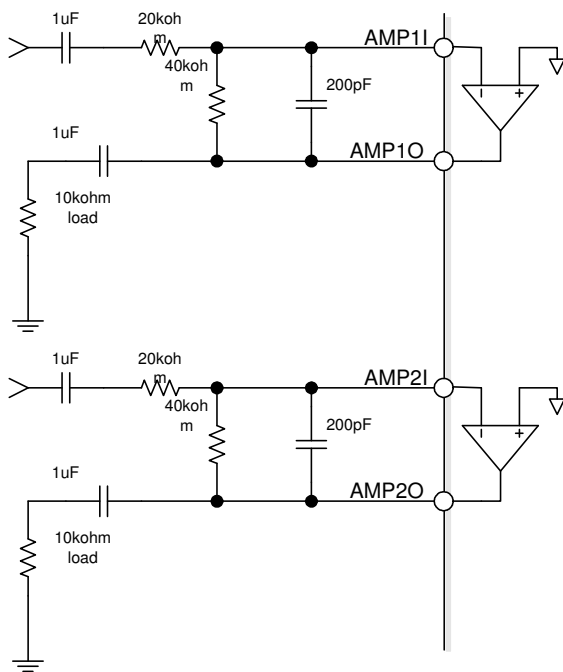 1uF
20koh
m
40koh
m
200pF
AMP1I
- +
1uF
AMP1O
10kohm
load
1uF
20koh
m
40koh
m
200pF
AMP2I
- +
1uF
AMP2O
10kohm
load